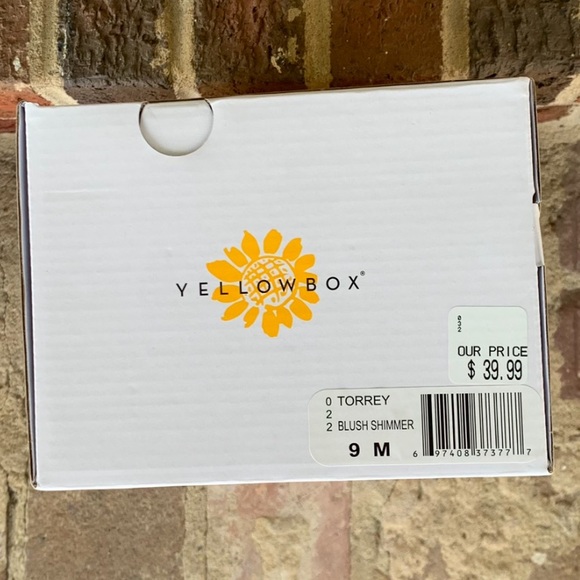 YELLOWBOX®
OUR PRICE
$ 39.99
0 TORREY
2
2 BLUSH SHIMMER
9 M
6 97408 37377 7